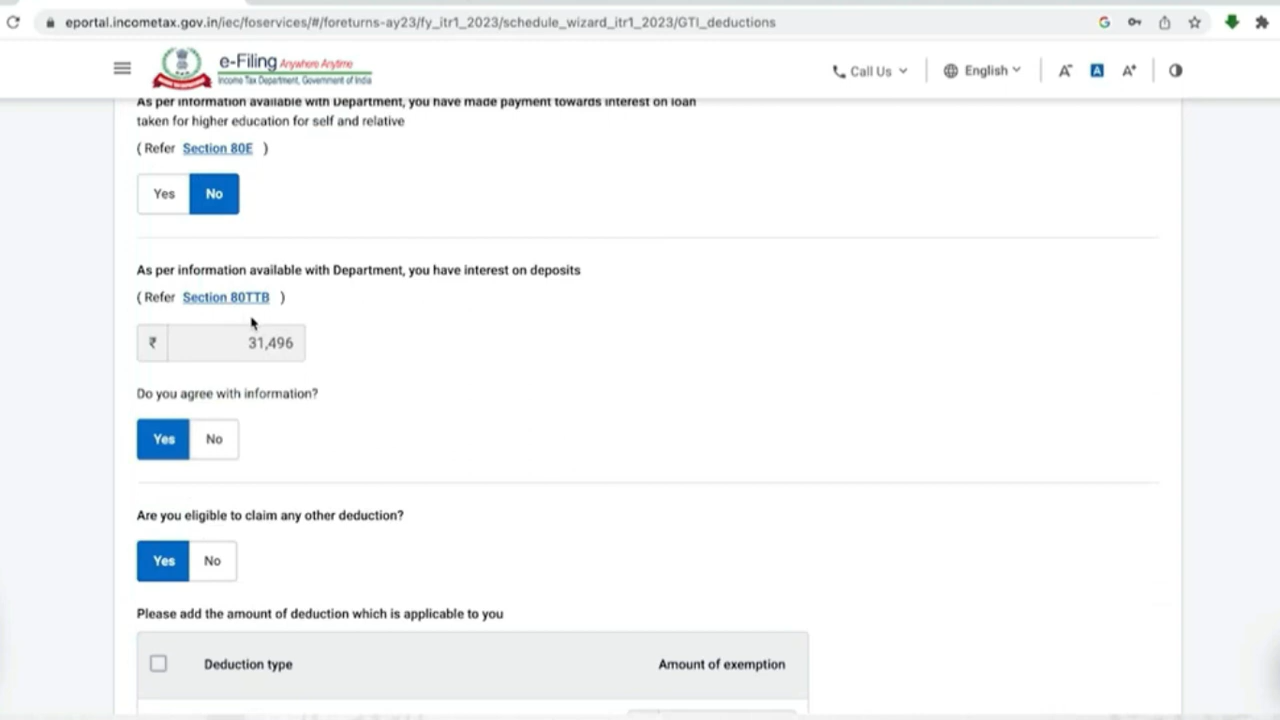 eportal.incometax.gov.in/iec/foservices/#/foreturns-ay23/fy_itr1_2023/schedule_wizard_itr1_2023/GTI_deductions
e-Filing Anywhere Anytime
Income Tax Department, Government of India
Call Us
English
A-
A
A+
As per information available with Department, you have made payment towards interest on loan
taken for higher education for self and relative
( Refer Section 80E )
Yes No
As per information available with Department, you have interest on deposits
( Refer Section 80TTB )
₹ 31,496
Do you agree with information?
Yes No
Are you eligible to claim any other deduction?
Yes No
Please add the amount of deduction which is applicable to you
Deduction type Amount of exemption